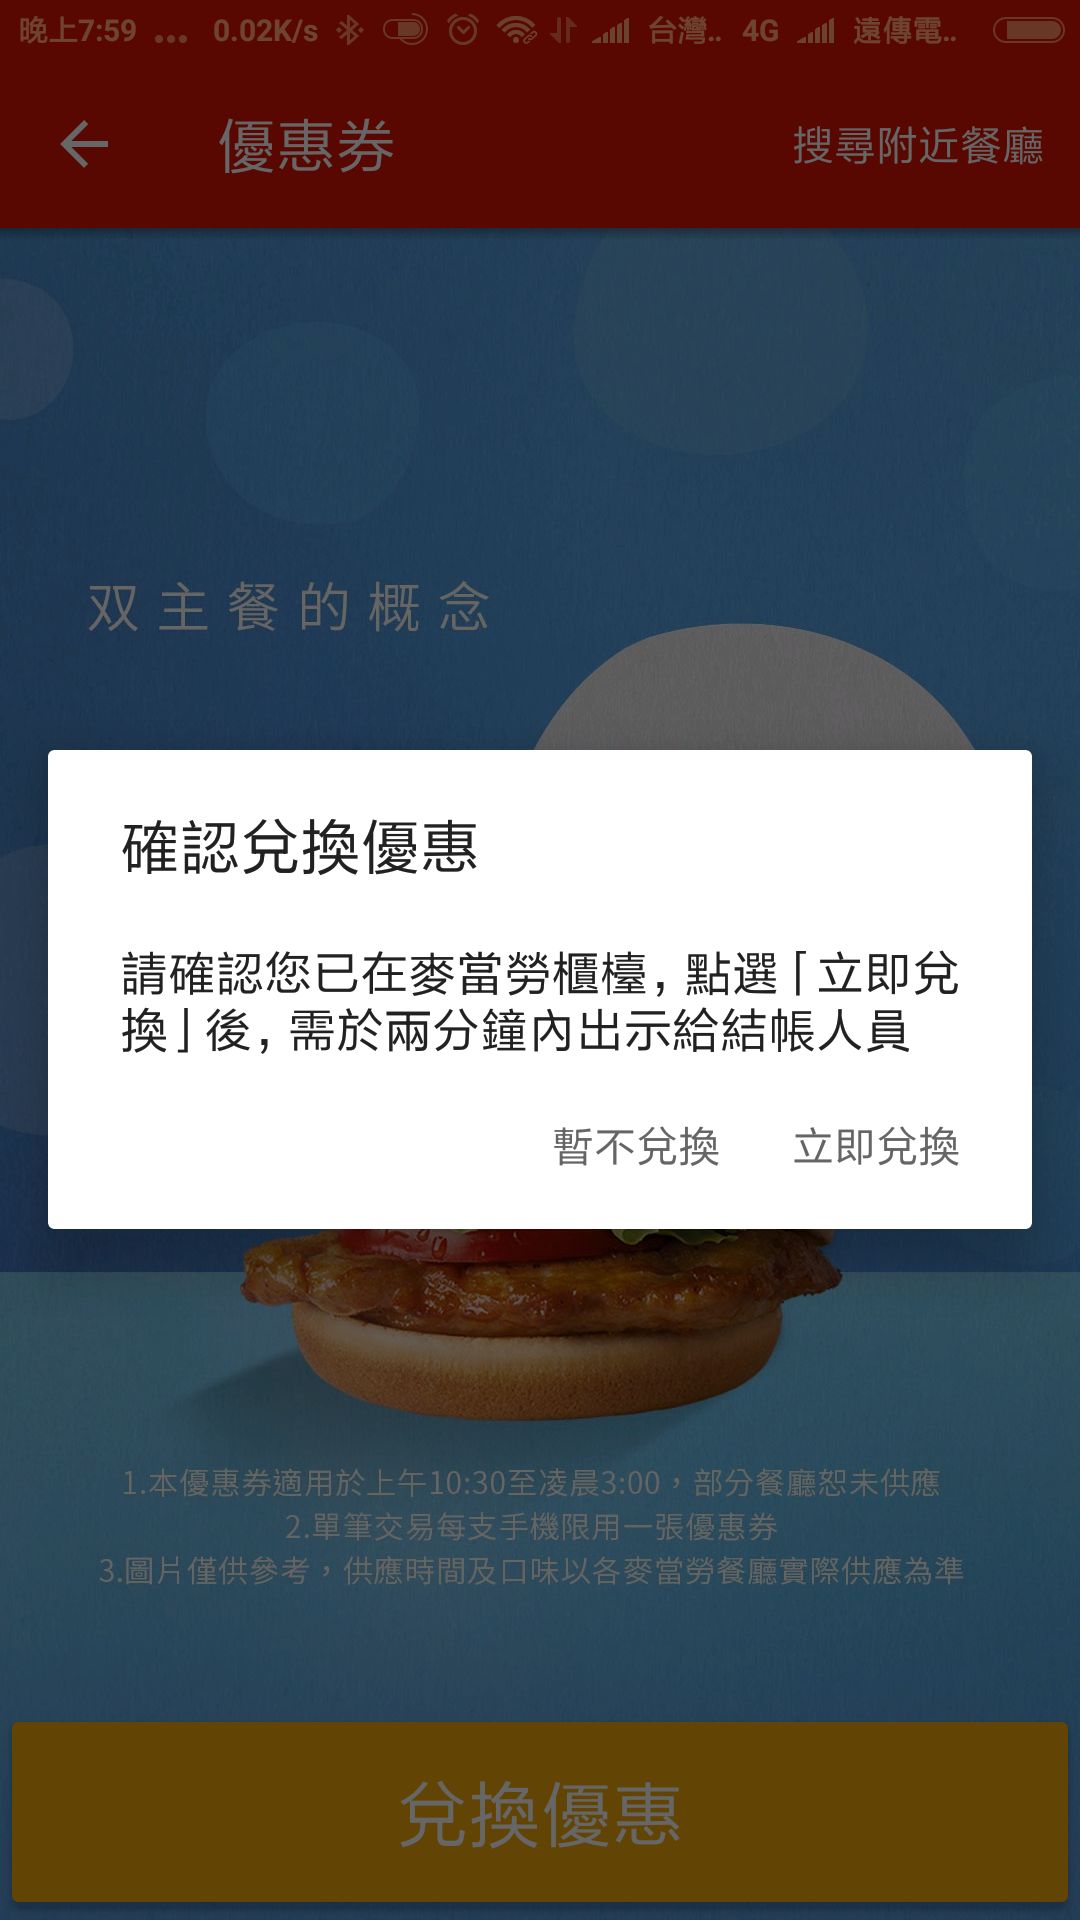 晚上7:59 ... 0.02K/s 台灣.. 4G 遠傳電..
優惠券 搜尋附近餐廳
双主餐的概念
確認兌換優惠
請確認您已在麥當勞櫃檯，點選「立即兌
換」後，需於兩分鐘內出示給結帳人員
暫不兌換 立即兌換
1.本優惠券適用於上午10:30至凌晨3:00，部分餐廳恕未供應
2.單筆交易每支手機限用一張優惠券
3.圖片僅供參考，供應時間及口味以各麥當勞餐廳實際供應為準
兌換優惠